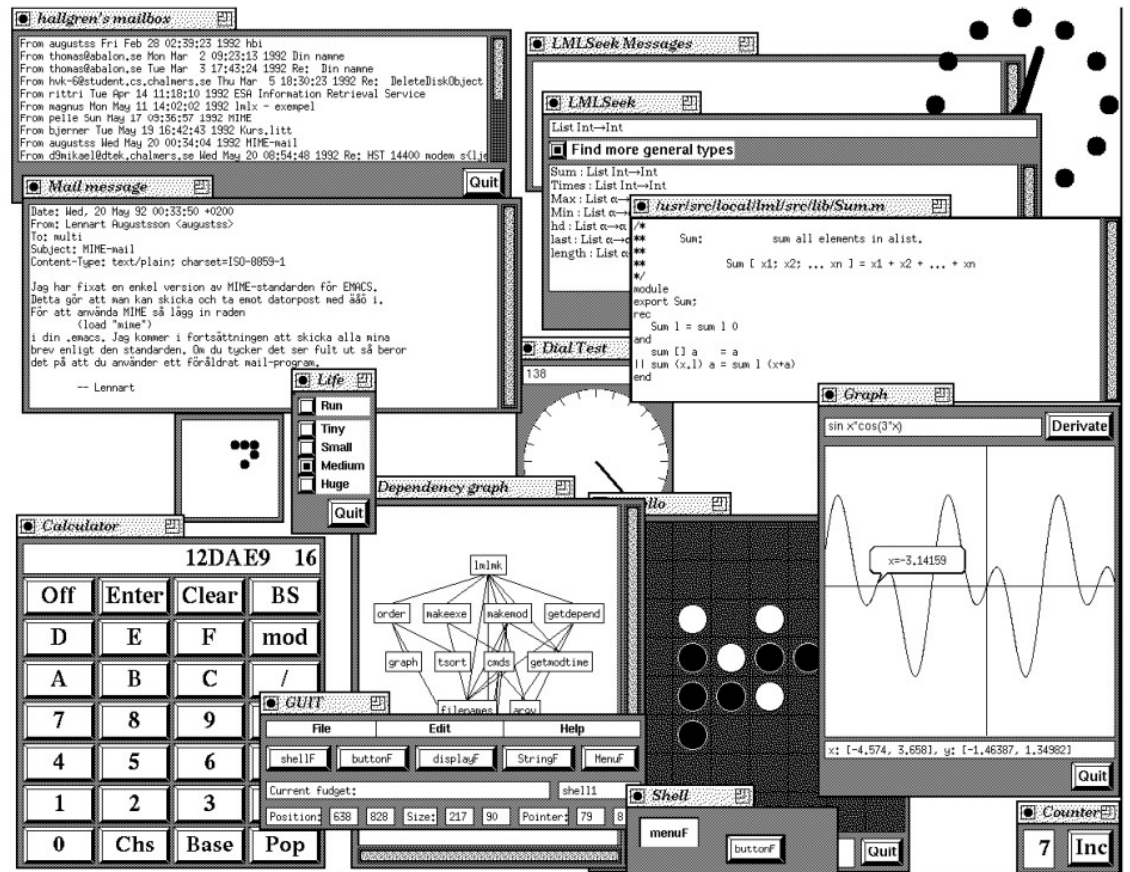 hallgren's mailbox
From augustss Fri Feb 28 02:39:23 1992 hbi
From thomas@abalon.se Mon Mar  2 09:23:13 1992 Din namne
From thomas@abalon.se Tue Mar  3 17:43:24 1992 Re:  Din namne
From hvk-6@student.cs.chalmers.se Thu Mar  5 18:30:23 1992 Re:  DeleteDiskObject
From rittri Tue Apr 14 11:18:10 1992 ESA Information Retrieval Service
From magnus Mon May 11 14:02:02 1992 lmlx - exempel
From pelle Sun May 17 09:36:57 1992 MIME
From bjerner Tue May 19 16:42:43 1992 Kurs.litt
From augustss Wed May 20 00:34:04 1992 MIME-mail
From d9mikael@dtek.chalmers.se Wed May 20 08:54:48 1992 Re: HST 14400 modem s{lje
Quit
Mail message
Date: Wed, 20 May 92 00:33:50 +0200
From: Lennart Augustsson <augustss>
To: multi
Subject: MIME-mail
Content-Type: text/plain; charset=ISO-8859-1
Jag har fixat en enkel version av MIME-standarden för EMACS.
Detta gör att man kan skicka och ta emot datorpost med äåö i.
För att använda MIME så lägg in raden
(load "mime")
i din .emacs. Jag kommer i fortsättningen att skicka alla mina
brev enligt den standarden. Om du tycker det ser fult ut så beror
det på att du använder ett föråldrat mail-program.
-- Lennart
LMLSeek Messages
LMLSeek
List Int→Int
Find more general types
Sum : List Int→Int
Times : List Int→Int
Max : List α→
Min : List α→
hd : List α→α
last : List α→α
length : List α
/usr/src/local/lml/src/lib/Sum.m
/*
** Sum: sum all elements in alist.
**
** Sum [ x1; x2; ... xn ] = x1 + x2 + ... + xn
*/
module
export Sum;
rec
Sum l = sum l 0
and
sum [] a = a
|| sum (x.l) a = sum l (x+a)
end
Dial Test
138
Life
Run
Tiny
Small
Medium
Huge
Quit
Graph
sin x*cos(3*x)
Derivate
x=-3.14159
x: [-4.574, 3.658], y: [-1.46387, 1.34982]
Quit
Dependency graph
lmlmk
order makeexe makemod getdepend
graph tsort cmds getmodtime
filenames argv
llo
Quit
Calculator
12DAE9 16
Off Enter Clear BS
D E F mod
A B C /
7 8 9
4 5 6
1 2 3
0 Chs Base Pop
GUIT
File Edit Help
shellF buttonF displayF StringF MenuF
Current fudget: shell1
Position: 638 828 Size: 217 90 Pointer: 79 8
Shell
menuF
buttonF
Counter
7 Inc